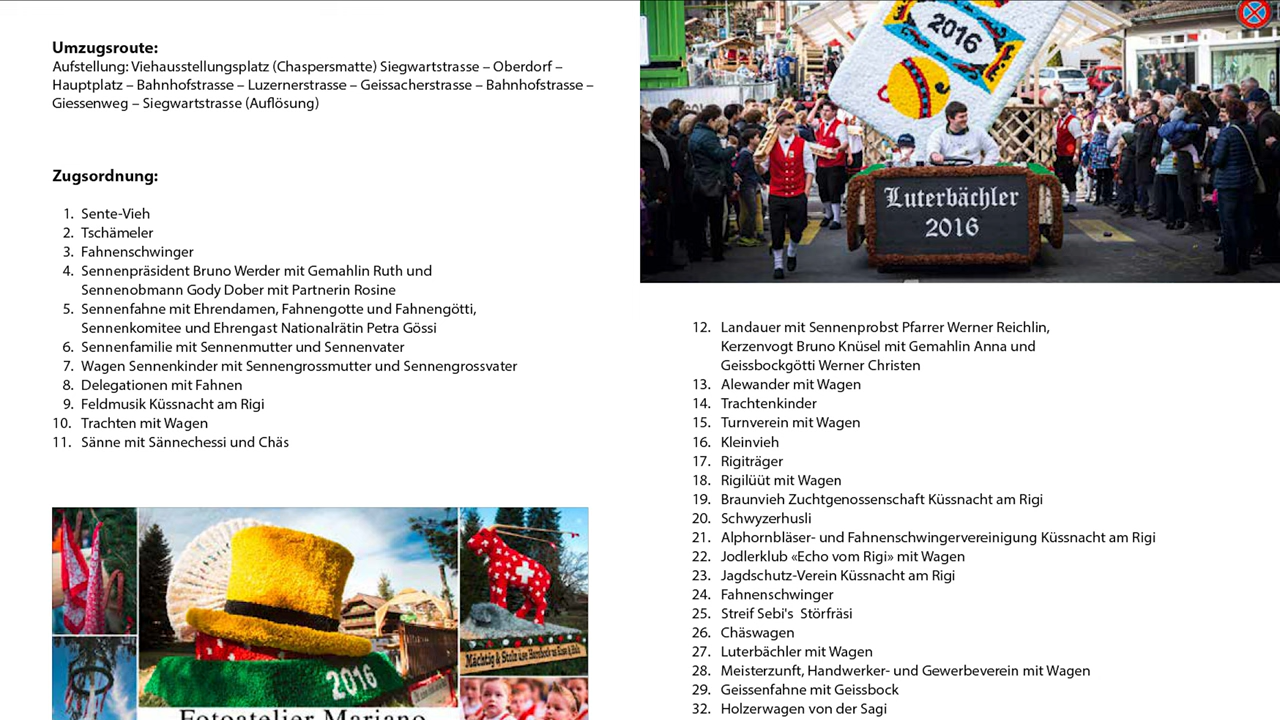 Umzugsroute:
Aufstellung: Viehausstellungsplatz (Chaspersmatte) Siegwartstrasse – Oberdorf –
Hauptplatz – Bahnhofstrasse – Luzernerstrasse – Geissacherstrasse – Bahnhofstrasse –
Giessenweg – Siegwartstrasse (Auflösung)
Zugsordnung:
1. Sente-Vieh
2. Tschämeler
3. Fahnenschwinger
4. Sennenpräsident Bruno Werder mit Gemahlin Ruth und
Sennenobmann Gody Dober mit Partnerin Rosine
5. Sennenfahne mit Ehrendamen, Fahnengotte und Fahnengötti,
Sennenkomitee und Ehrengast Nationalrätin Petra Gössi
6. Sennenfamilie mit Sennenmutter und Sennenvater
7. Wagen Sennenkinder mit Sennengrossmutter und Sennengrossvater
8. Delegationen mit Fahnen
9. Feldmusik Küssnacht am Rigi
10. Trachten mit Wagen
11. Sänne mit Sännechessi und Chäs
2016
Mächtig & Stolz use Hornbock us Rose & Holz
Fotoatelier Mariano
2016
Luterbächler
2016
12. Landauer mit Sennenprobst Pfarrer Werner Reichlin,
Kerzenvogt Bruno Knüsel mit Gemahlin Anna und
Geissbockgötti Werner Christen
13. Alewander mit Wagen
14. Trachtenkinder
15. Turnverein mit Wagen
16. Kleinvieh
17. Rigiträger
18. Rigilüüt mit Wagen
19. Braunvieh Zuchtgenossenschaft Küssnacht am Rigi
20. Schwyzerhusli
21. Alphornbläser- und Fahnenschwingervereinigung Küssnacht am Rigi
22. Jodlerklub «Echo vom Rigi» mit Wagen
23. Jagdschutz-Verein Küssnacht am Rigi
24. Fahnenschwinger
25. Streif Sebi's Störfräsi
26. Chäswagen
27. Luterbächler mit Wagen
28. Meisterzunft, Handwerker- und Gewerbeverein mit Wagen
29. Geissenfahne mit Geissbock
32. Holzerwagen von der Sagi